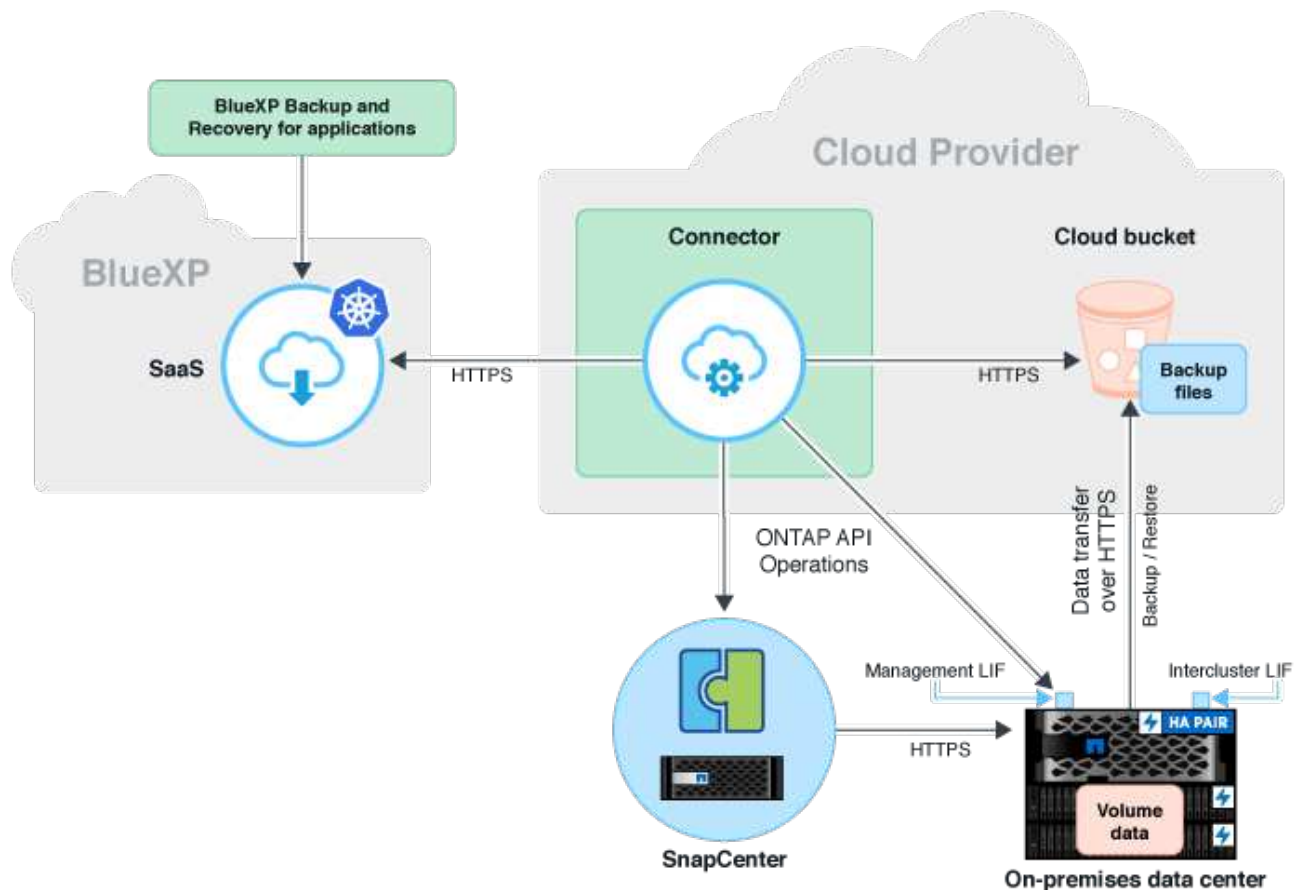 BlueXP Backup and
Recovery for applications
Cloud Provider
BlueXP
SaaS
Connector
Cloud bucket
Backup
files
HTTPS
HTTPS
ONTAP API
Operations
Data transfer
over HTTPS
Backup / Restore
Management LIF
Intercluster LIF
HA PAIR
HTTPS
Volume
data
SnapCenter
On-premises data center